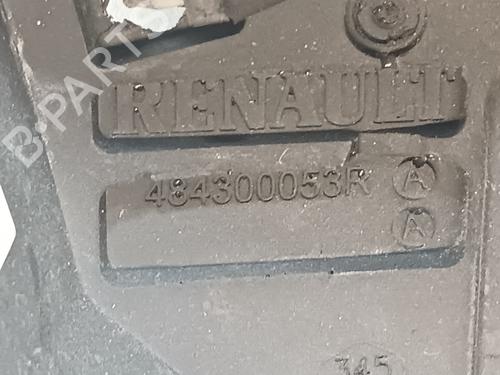 B-PARTS
RENAULT
484300053R A
A
345